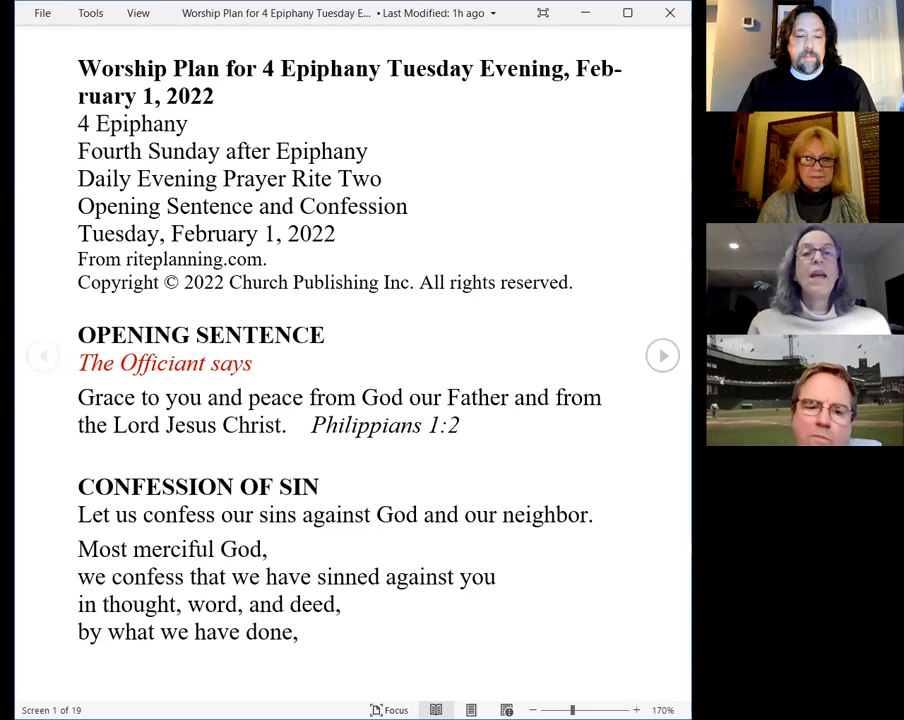 File Tools View Worship Plan for 4 Epiphany Tuesday E... • Last Modified: 1h ago
Worship Plan for 4 Epiphany Tuesday Evening, Feb-
ruary 1, 2022
4 Epiphany
Fourth Sunday after Epiphany
Daily Evening Prayer Rite Two
Opening Sentence and Confession
Tuesday, February 1, 2022
From riteplanning.com.
Copyright © 2022 Church Publishing Inc. All rights reserved.
OPENING SENTENCE
The Officiant says
Grace to you and peace from God our Father and from
the Lord Jesus Christ. Philippians 1:2
CONFESSION OF SIN
Let us confess our sins against God and our neighbor.
Most merciful God,
we confess that we have sinned against you
in thought, word, and deed,
by what we have done,
Screen 1 of 19 Focus 170%